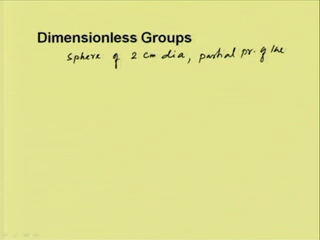 Dimensionless Groups
sphere of 2 cm dia, partial pr. of the